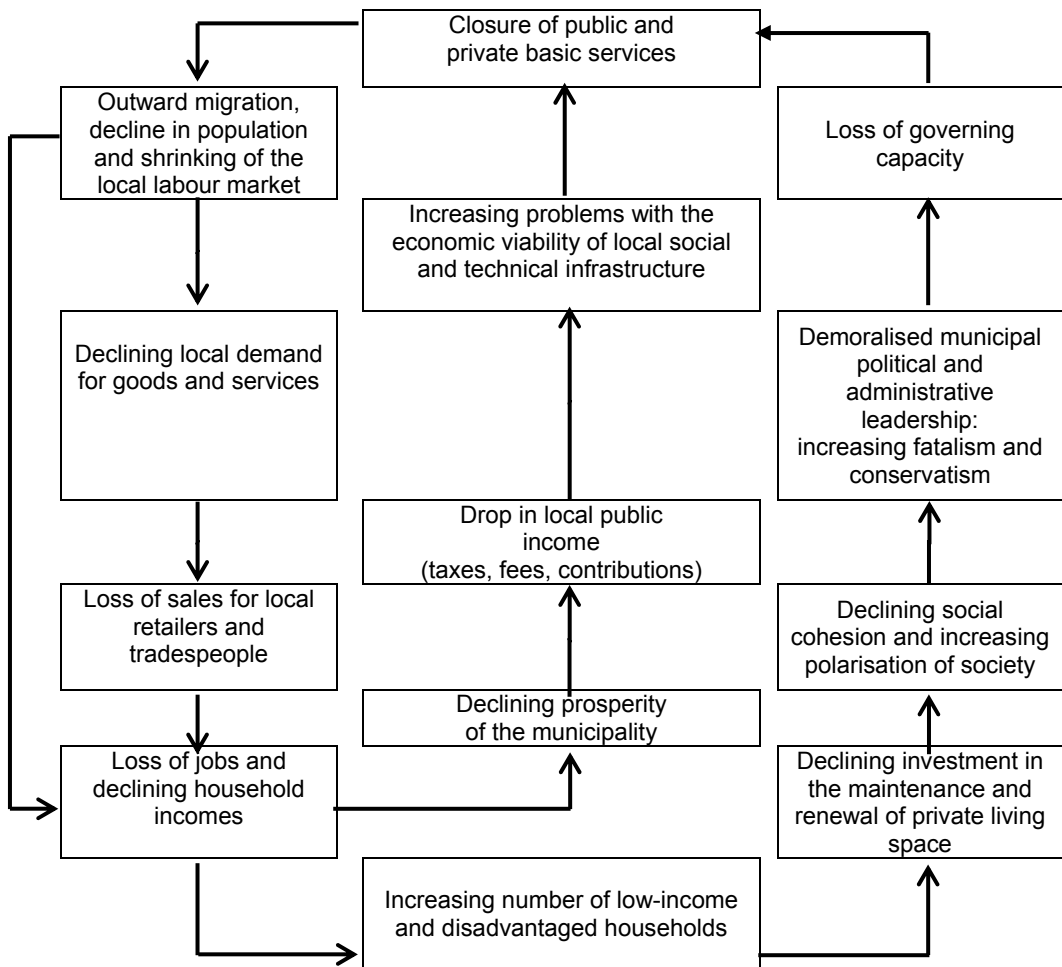 Closure of public and
private basic services
Outward migration,
decline in population
and shrinking of the
local labour market
Loss of governing
capacity
Increasing problems with the
economic viability of local social
and technical infrastructure
Declining local demand
for goods and services
Demoralised municipal
political and
administrative
leadership:
increasing fatalism and
conservatism
Drop in local public
income
(taxes, fees, contributions)
Loss of sales for local
retailers and
tradespeople
Declining social
cohesion and increasing
polarisation of society
Declining prosperity
of the municipality
Loss of jobs and
declining household
incomes
Declining investment in
the maintenance and
renewal of private living
space
Increasing number of low-income
and disadvantaged households